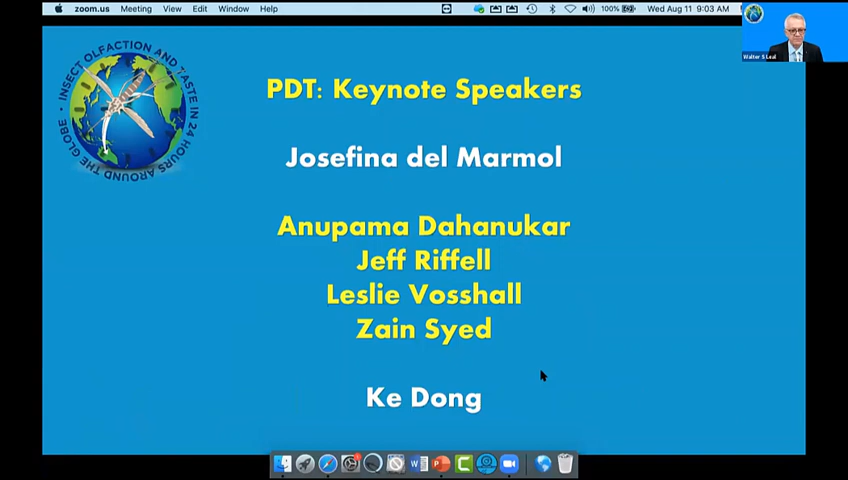 zoom.us Meeting View Edit Window Help 100% Wed Aug 11 9:03 AM
Walter S Leal
INSECT OLFACTION AND TASTE IN 24 HOURS AROUND THE GLOBE
PDT: Keynote Speakers
Josefina del Marmol
Anupama Dahanukar
Jeff Riffell
Leslie Vosshall
Zain Syed
Ke Dong